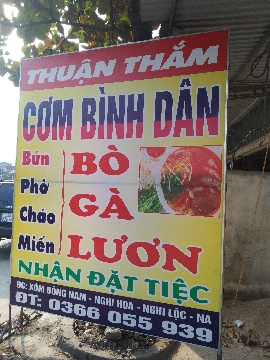 THUẬN THẮM
CƠM BÌNH DÂN
Bún
Phở
Cháo
Miến
BÒ
GÀ
LƯƠN
NHẬN ĐẶT TIỆC
ĐC: XÓM ĐÔNG NAM - NGHI HOA - NGHI LỘC - NA
ĐT: 0366 055 939